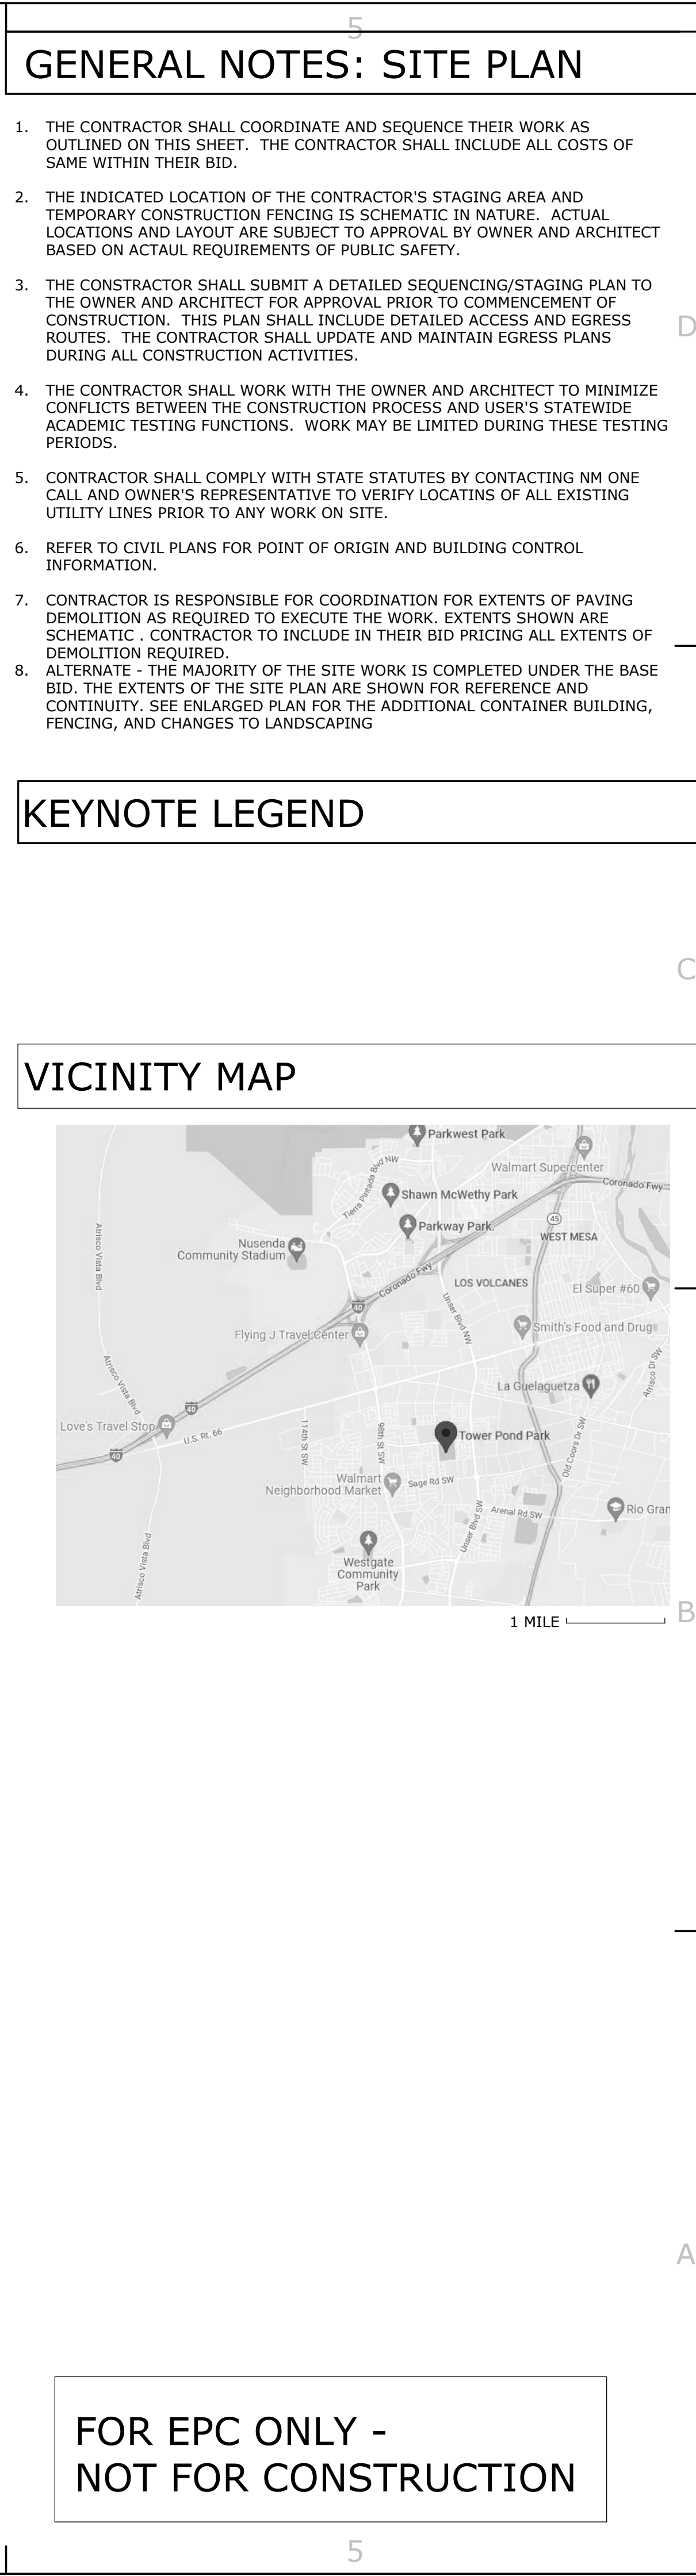 5
GENERAL NOTES: SITE PLAN
1. THE CONTRACTOR SHALL COORDINATE AND SEQUENCE THEIR WORK AS
OUTLINED ON THIS SHEET. THE CONTRACTOR SHALL INCLUDE ALL COSTS OF
SAME WITHIN THEIR BID.
2. THE INDICATED LOCATION OF THE CONTRACTOR'S STAGING AREA AND
TEMPORARY CONSTRUCTION FENCING IS SCHEMATIC IN NATURE. ACTUAL
LOCATIONS AND LAYOUT ARE SUBJECT TO APPROVAL BY OWNER AND ARCHITECT
BASED ON ACTAUL REQUIREMENTS OF PUBLIC SAFETY.
3. THE CONSTRACTOR SHALL SUBMIT A DETAILED SEQUENCING/STAGING PLAN TO
THE OWNER AND ARCHITECT FOR APPROVAL PRIOR TO COMMENCEMENT OF
CONSTRUCTION. THIS PLAN SHALL INCLUDE DETAILED ACCESS AND EGRESS
ROUTES. THE CONTRACTOR SHALL UPDATE AND MAINTAIN EGRESS PLANS
DURING ALL CONSTRUCTION ACTIVITIES.
D
4. THE CONTRACTOR SHALL WORK WITH THE OWNER AND ARCHITECT TO MINIMIZE
CONFLICTS BETWEEN THE CONSTRUCTION PROCESS AND USER'S STATEWIDE
ACADEMIC TESTING FUNCTIONS. WORK MAY BE LIMITED DURING THESE TESTING
PERIODS.
5. CONTRACTOR SHALL COMPLY WITH STATE STATUTES BY CONTACTING NM ONE
CALL AND OWNER'S REPRESENTATIVE TO VERIFY LOCATINS OF ALL EXISTING
UTILITY LINES PRIOR TO ANY WORK ON SITE.
6. REFER TO CIVIL PLANS FOR POINT OF ORIGIN AND BUILDING CONTROL
INFORMATION.
7. CONTRACTOR IS RESPONSIBLE FOR COORDINATION FOR EXTENTS OF PAVING
DEMOLITION AS REQUIRED TO EXECUTE THE WORK. EXTENTS SHOWN ARE
SCHEMATIC . CONTRACTOR TO INCLUDE IN THEIR BID PRICING ALL EXTENTS OF
DEMOLITION REQUIRED.
8. ALTERNATE - THE MAJORITY OF THE SITE WORK IS COMPLETED UNDER THE BASE
BID. THE EXTENTS OF THE SITE PLAN ARE SHOWN FOR REFERENCE AND
CONTINUITY. SEE ENLARGED PLAN FOR THE ADDITIONAL CONTAINER BUILDING,
FENCING, AND CHANGES TO LANDSCAPING
KEYNOTE LEGEND
C
VICINITY MAP
Parkwest Park
Tierra Pintada Blvd NW
Walmart Supercenter
Coronado Fwy
Shawn McWethy Park
Parkway Park
45
WEST MESA
Nusenda
Community Stadium
Atrisco Vista Blvd
Coronado Fwy
LOS VOLCANES
El Super #60
40
Unser Blvd NW
Smith's Food and Drug
Flying J Travel Center
Atrisco Dr SW
Atrisco Vista Blvd
La Guelaguetza
40
Love's Travel Stop
U.S. Rt. 66
114th St SW
98th St SW
Tower Pond Park
Old Coors Dr SW
40
Walmart
Neighborhood Market
Sage Rd SW
Unser Blvd SW
Arenal Rd SW
Rio Gran
Atrisco Vista Blvd
Westgate
Community
Park
1 MILE
B
A
FOR EPC ONLY -
NOT FOR CONSTRUCTION
5